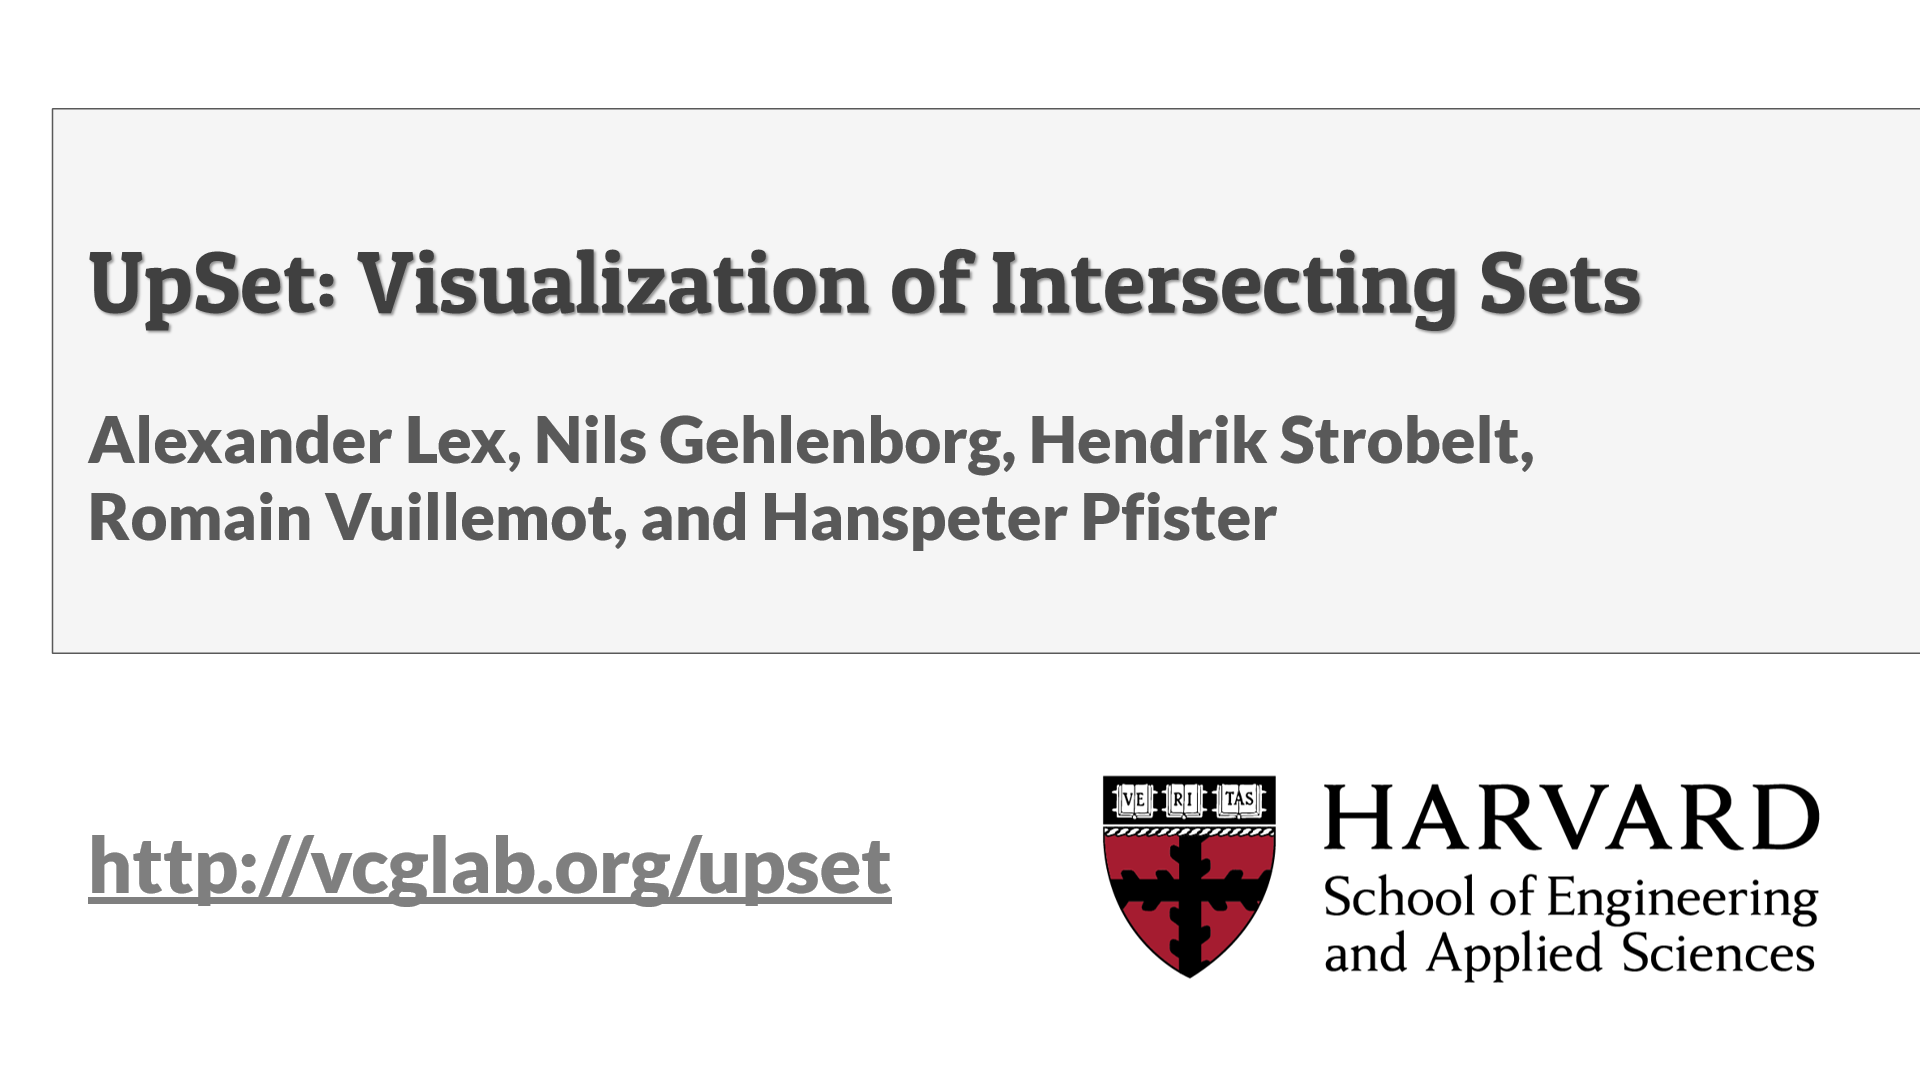 UpSet: Visualization of Intersecting Sets
Alexander Lex, Nils Gehlenborg, Hendrik Strobelt,
Romain Vuillemot, and Hanspeter Pfister
http://vcglab.org/upset
VE RI TAS
HARVARD
School of Engineering
and Applied Sciences